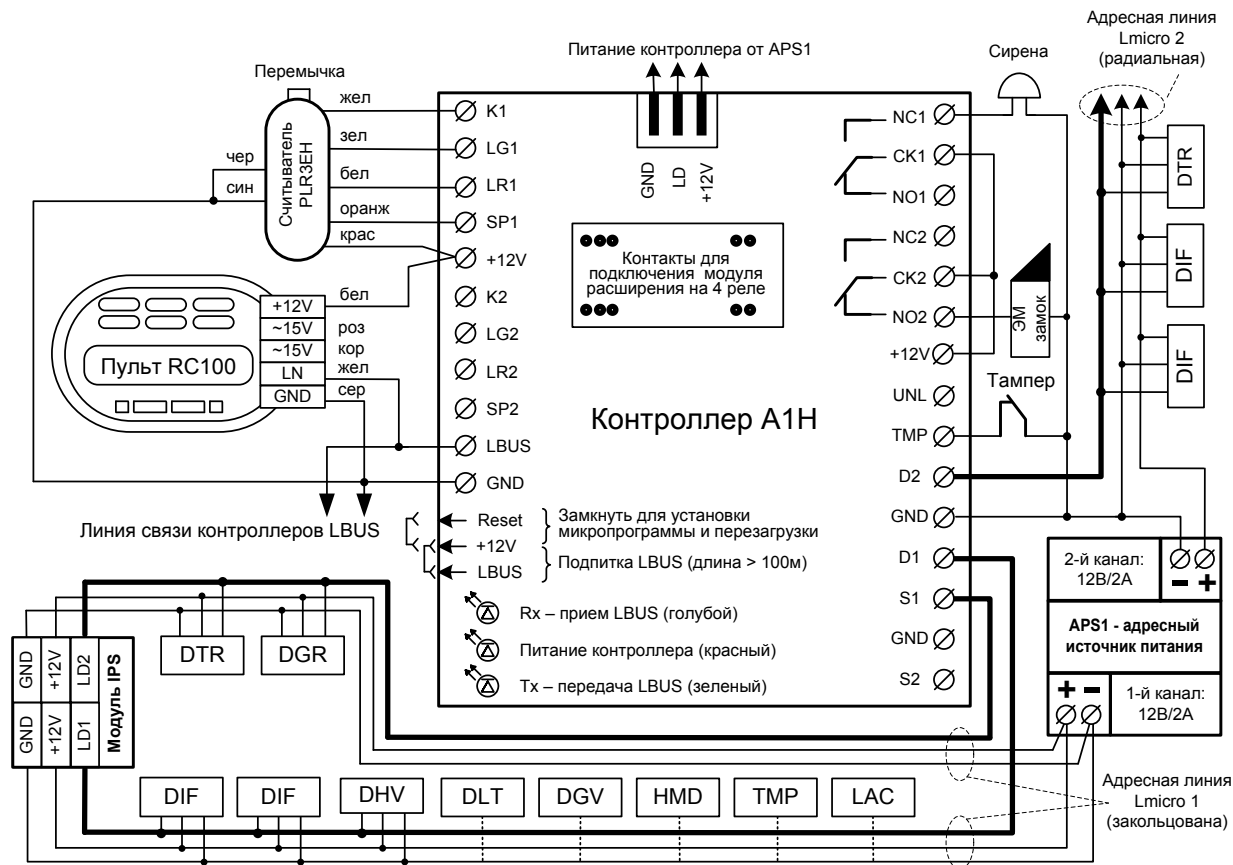 Адресная линия
Lmicro 2
(радиальная)
Питание контроллера от APS1
Сирена
Перемычка
жел
зел
бел
оранж
крас
чер
син
Считыватель
PLR3EH
K1
LG1
LR1
SP1
+12V
K2
LG2
LR2
SP2
LBUS
GND
GND
LD
+12V
Контакты для
подключения модуля
расширения на 4 реле
NC1
CK1
NO1
NC2
CK2
NO2
+12V
UNL
TMP
D2
GND
D1
S1
GND
S2
DTR
DIF
DIF
ЭМ
замок
Тампер
Пульт RC100
+12V
~15V
~15V
LN
GND
бел
роз
кор
жел
сер
Контроллер A1H
Линия связи контроллеров LBUS
Reset
+12V
LBUS
Замкнуть для установки
микропрограммы и перезагрузки
Подпитка LBUS (длина > 100м)
Rx – прием LBUS (голубой)
Питание контроллера (красный)
Tx – передача LBUS (зеленый)
2-й канал:
12В/2А
– +
APS1 - адресный
источник питания
+ –
1-й канал:
12В/2А
GND
+12V
LD2
GND
+12V
LD1
Модуль IPS
DTR
DGR
DIF
DIF
DHV
DLT
DGV
HMD
TMP
LAC
Адресная линия
Lmicro 1
(закольцована)